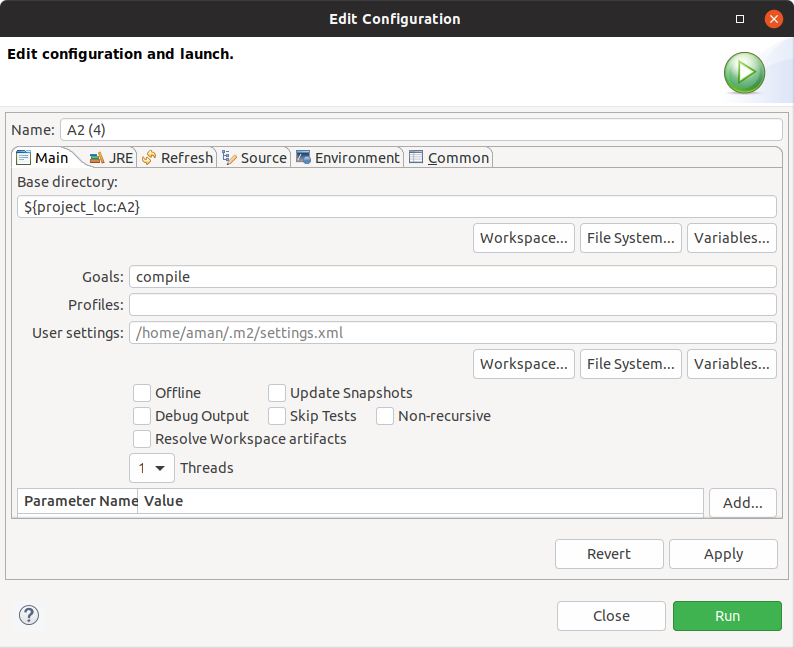 Edit Configuration
Edit configuration and launch.
Name: A2 (4)
Main JRE Refresh Source Environment Common
Base directory:
${project_loc:A2}
Workspace... File System... Variables...
Goals: compile
Profiles:
User settings: /home/aman/.m2/settings.xml
Workspace... File System... Variables...
Offline Update Snapshots
Debug Output Skip Tests Non-recursive
Resolve Workspace artifacts
1 Threads
Parameter Name Value Add...
Revert Apply
? Close Run